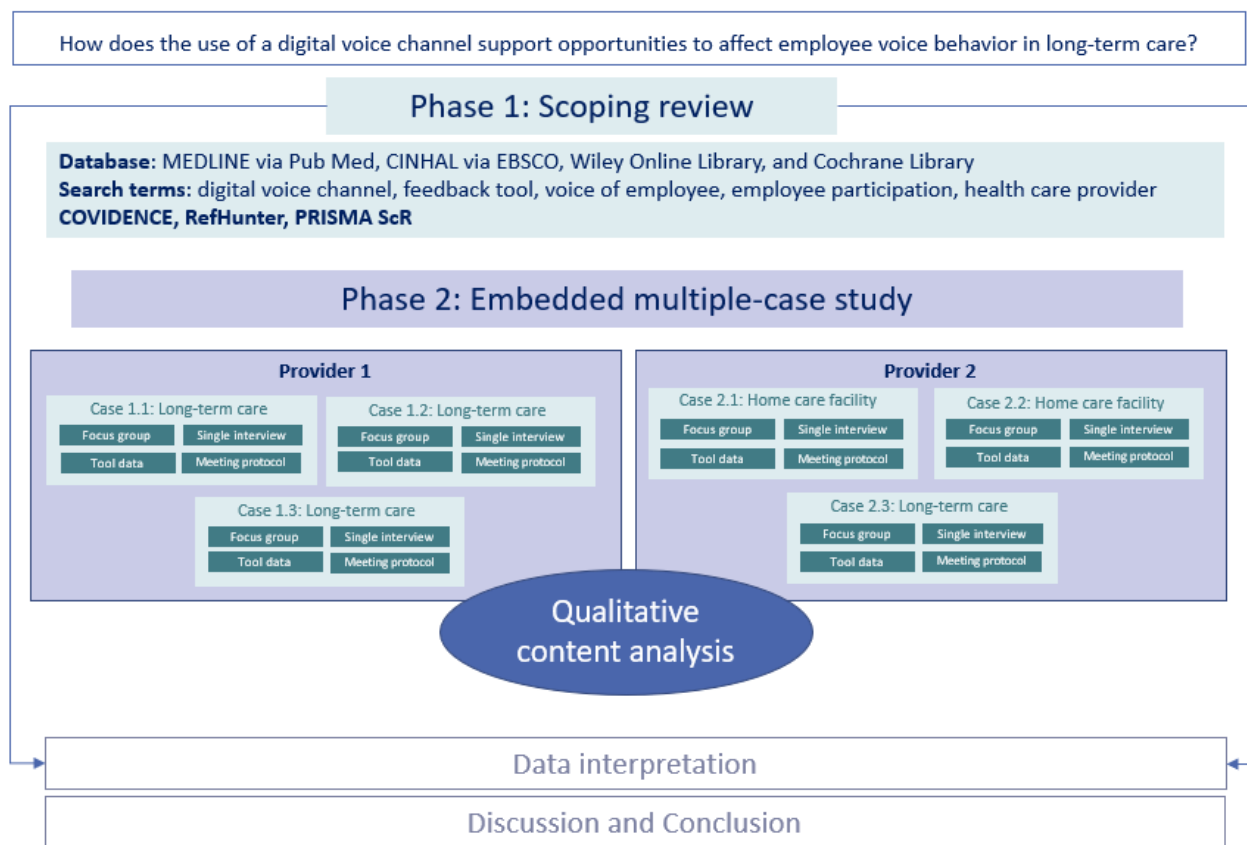 How does the use of a digital voice channel support opportunities to affect employee voice behavior in long-term care?
Phase 1: Scoping review
Database: MEDLINE via Pub Med, CINHAL via EBSCO, Wiley Online Library, and Cochrane Library
Search terms: digital voice channel, feedback tool, voice of employee, employee participation, health care provider
COVIDENCE, RefHunter, PRISMA ScR
Phase 2: Embedded multiple-case study
Provider 1
Case 1.1: Long-term care
Focus group
Single interview
Tool data
Meeting protocol
Case 1.2: Long-term care
Focus group
Single interview
Tool data
Meeting protocol
Case 1.3: Long-term care
Focus group
Single interview
Tool data
Meeting protocol
Provider 2
Case 2.1: Home care facility
Focus group
Single interview
Tool data
Meeting protocol
Case 2.2: Home care facility
Focus group
Single interview
Tool data
Meeting protocol
Case 2.3: Long-term care
Focus group
Single interview
Tool data
Meeting protocol
Qualitative
content analysis
Data interpretation
Discussion and Conclusion